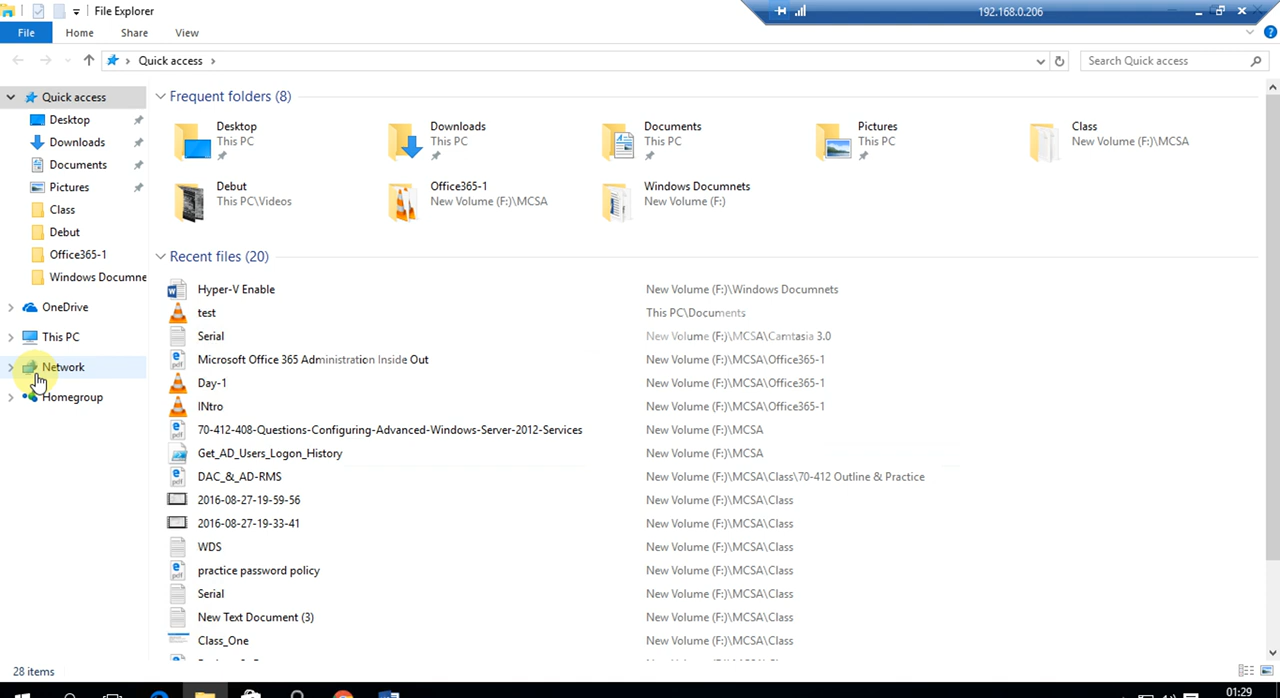 File Explorer
192.168.0.206
File Home Share View
Quick access
Search Quick access
Quick access
Desktop
Downloads
Documents
Pictures
Class
Debut
Office365-1
Windows Documne
OneDrive
This PC
Network
Homegroup
Frequent folders (8)
Desktop
This PC
Downloads
This PC
Documents
This PC
Pictures
This PC
Class
New Volume (F:)\MCSA
Debut
This PC\Videos
Office365-1
New Volume (F:)\MCSA
Windows Documnets
New Volume (F:)
Recent files (20)
Hyper-V Enable New Volume (F:)\Windows Documnets
test This PC\Documents
Serial New Volume (F:)\MCSA\Camtasia 3.0
Microsoft Office 365 Administration Inside Out New Volume (F:)\MCSA\Office365-1
Day-1 New Volume (F:)\MCSA\Office365-1
INtro New Volume (F:)\MCSA\Office365-1
70-412-408-Questions-Configuring-Advanced-Windows-Server-2012-Services New Volume (F:)\MCSA
Get_AD_Users_Logon_History New Volume (F:)\MCSA
DAC_&_AD-RMS New Volume (F:)\MCSA\Class\70-412 Outline & Practice
2016-08-27-19-59-56 New Volume (F:)\MCSA\Class
2016-08-27-19-33-41 New Volume (F:)\MCSA\Class
WDS New Volume (F:)\MCSA\Class
practice password policy New Volume (F:)\MCSA\Class
Serial New Volume (F:)\MCSA\Class
New Text Document (3) New Volume (F:)\MCSA\Class
Class_One New Volume (F:)\MCSA\Class
28 items
01:29